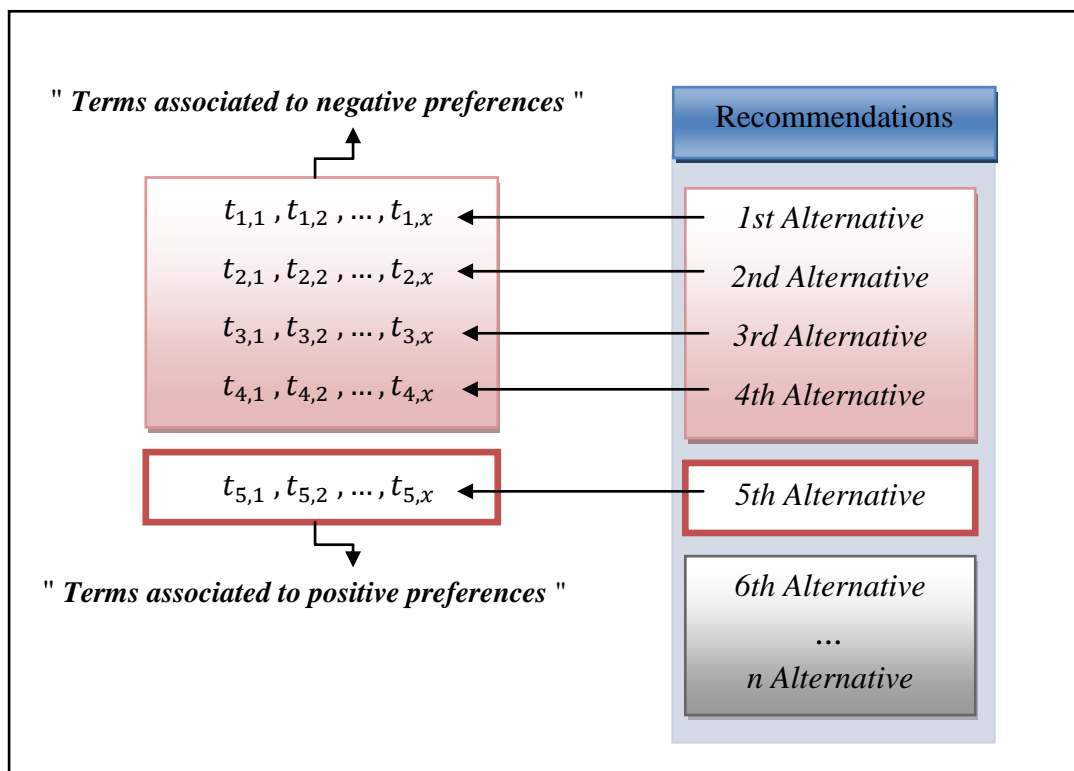 " Terms associated to negative preferences "
Recommendations
t1,1 , t1,2 , … , t1,x
1st Alternative
t2,1 , t2,2 , … , t2,x
2nd Alternative
t3,1 , t3,2 , … , t3,x
3rd Alternative
t4,1 , t4,2 , … , t4,x
4th Alternative
t5,1 , t5,2 , … , t5,x
5th Alternative
" Terms associated to positive preferences "
6th Alternative
...
n Alternative